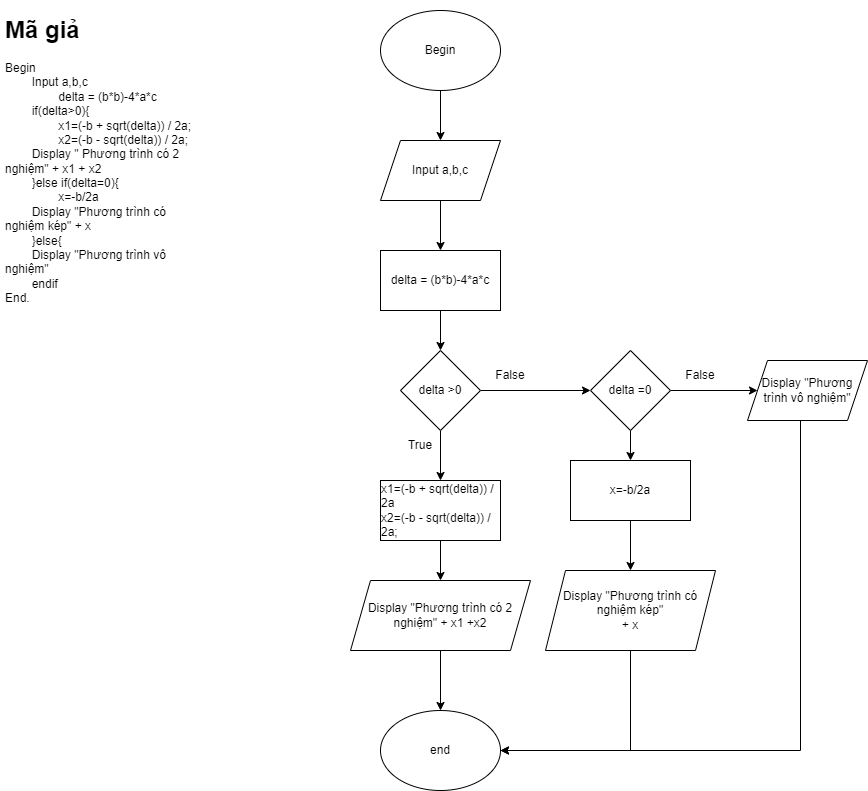 Mã giả
Begin
Input a,b,c
delta = (b*b)-4*a*c
if(delta>0){
x1=(-b + sqrt(delta)) / 2a;
x2=(-b - sqrt(delta)) / 2a;
Display " Phương trình có 2
nghiệm" + x1 + x2
}else if(delta=0){
x=-b/2a
Display "Phương trình có
nghiệm kép" + x
}else{
Display "Phương trình vô
nghiệm"
endif
End.
Begin
Input a,b,c
delta = (b*b)-4*a*c
delta >0
False
delta =0
False
Display "Phương
trình vô nghiệm"
True
x1=(-b + sqrt(delta)) /
2a
x2=(-b - sqrt(delta)) /
2a;
x=-b/2a
Display "Phương trình có 2
nghiệm" + x1 +x2
Display "Phương trình có
nghiệm kép"
+ x
end